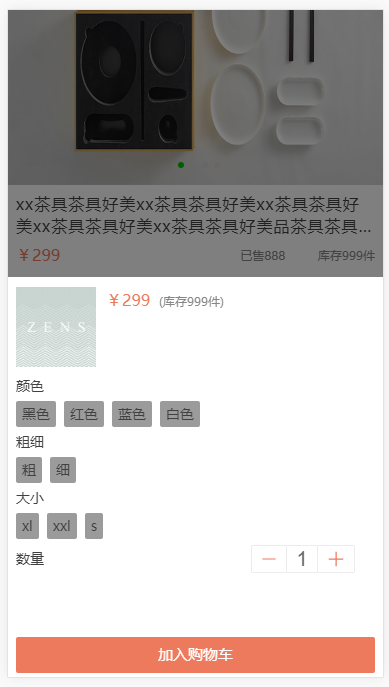 xx茶具茶具好美xx茶具茶具好美xx茶具茶具好
美xx茶具茶具好美xx茶具茶具好美品茶具茶具...
￥299 已售888 库存999件
ZENS
￥299 (库存999件)
颜色
黑色 红色 蓝色 白色
粗细
粗 细
大小
xl xxl s
数量 — 1 +
加入购物车